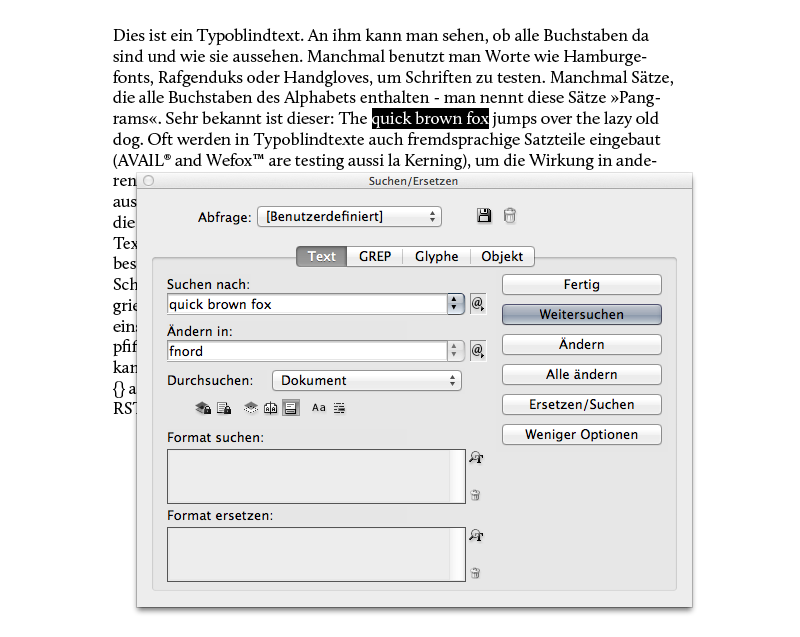 Dies ist ein Typoblindtext. An ihm kann man sehen, ob alle Buchstaben da
sind und wie sie aussehen. Manchmal benutzt man Worte wie Hamburge-
fonts, Rafgenduks oder Handgloves, um Schriften zu testen. Manchmal Sätze,
die alle Buchstaben des Alphabets enthalten - man nennt diese Sätze »Pang-
rams«. Sehr bekannt ist dieser: The quick brown fox jumps over the lazy old
dog. Oft werden in Typoblindtexte auch fremdsprachige Satzteile eingebaut
(AVAIL® and Wefox™ are testing aussi la Kerning), um die Wirkung in ande-
ren
aus
die
Tex
bes
Sch
grie
eins
pfif
kan
{} a
RST
Suchen/Ersetzen
Abfrage: [Benutzerdefiniert]
Text GREP Glyphe Objekt
Suchen nach:
quick brown fox
Ändern in:
fnord
Durchsuchen: Dokument
Aa
Format suchen:
Format ersetzen:
Fertig
Weitersuchen
Ändern
Alle ändern
Ersetzen/Suchen
Weniger Optionen